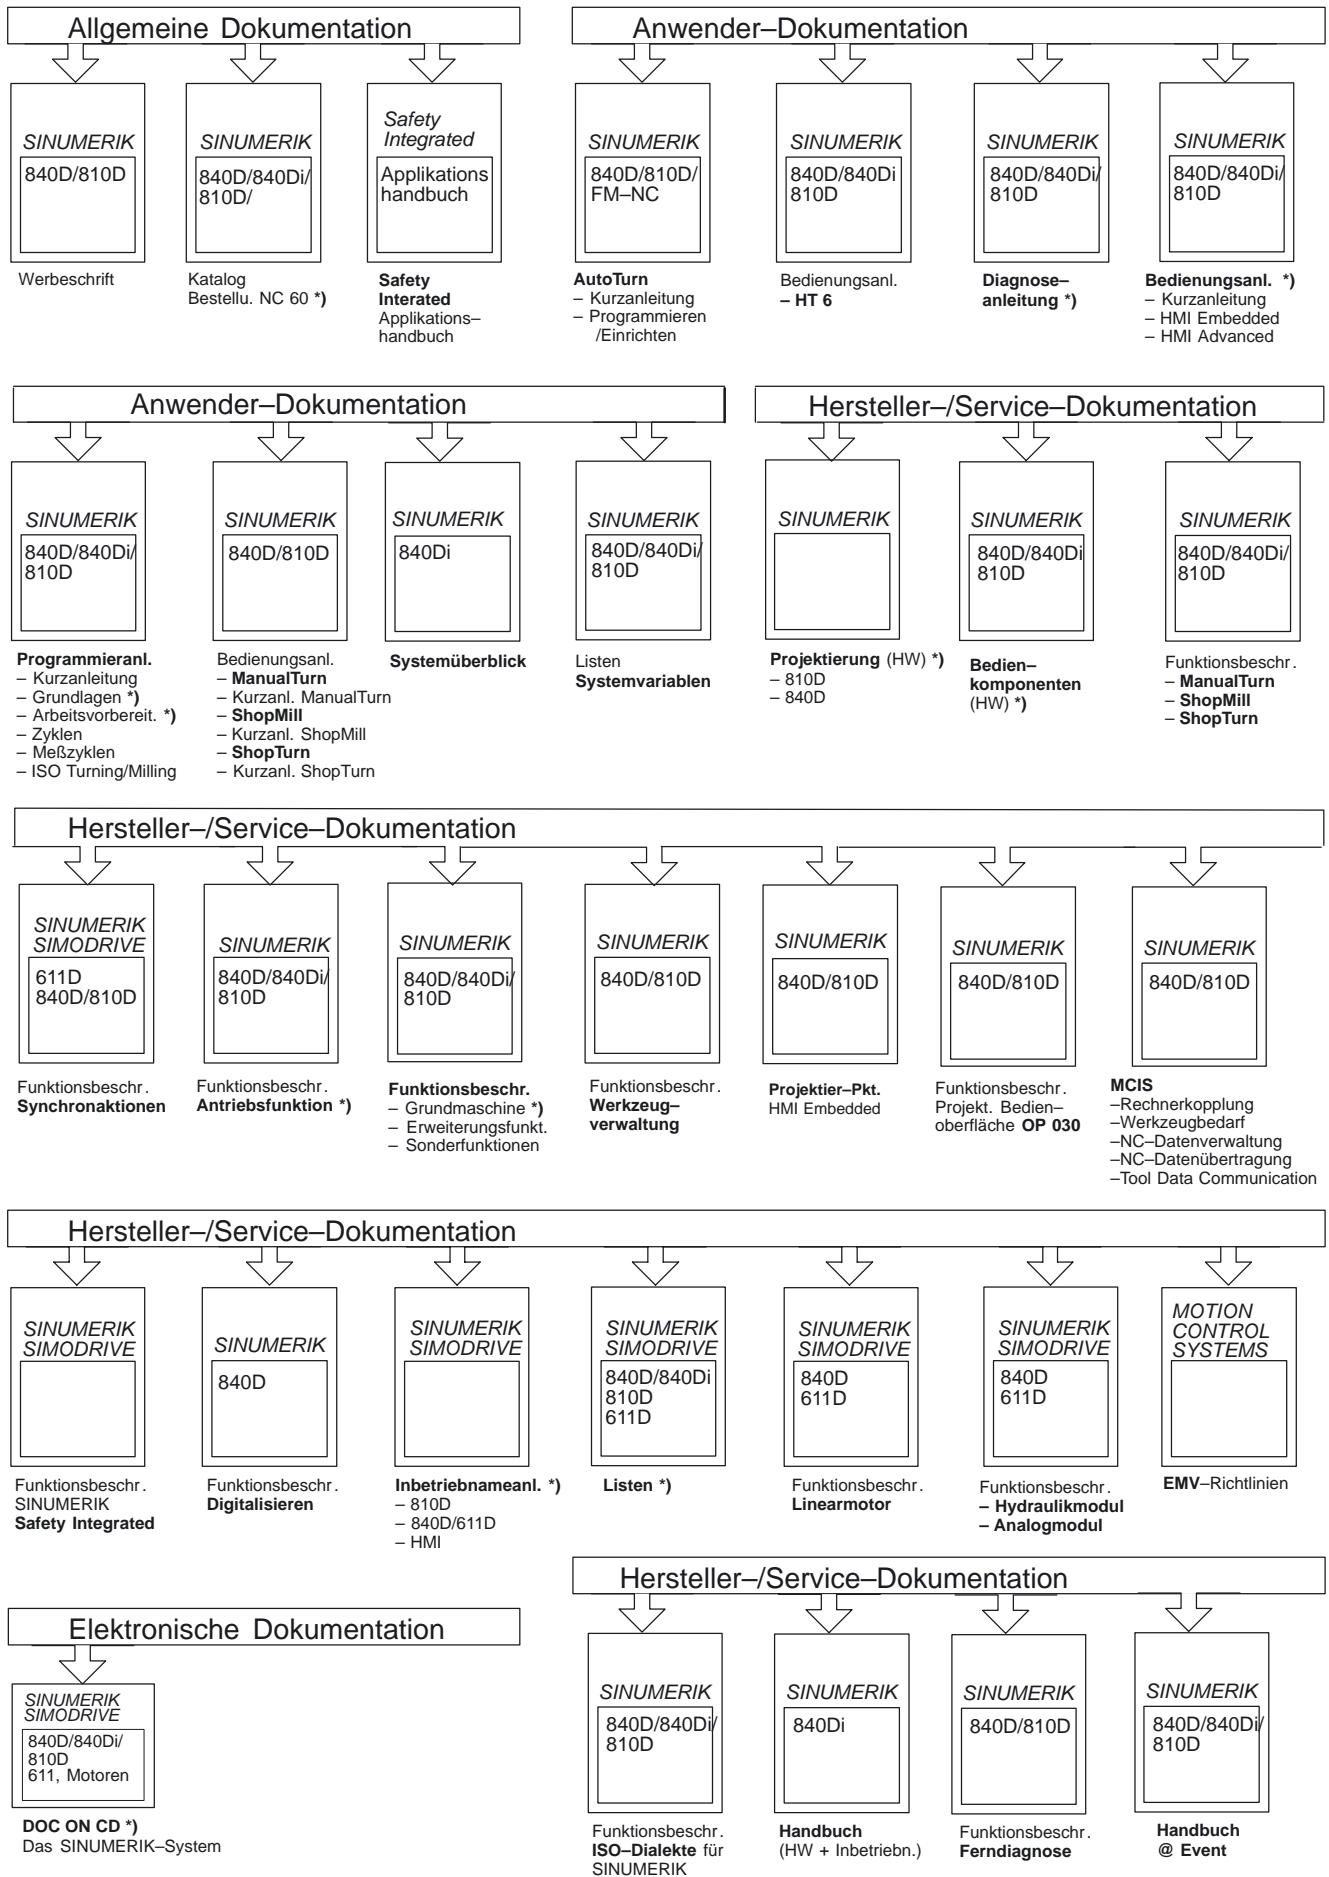 Allgemeine Dokumentation
SINUMERIK
840D/810D
Werbeschrift
SINUMERIK
840D/840Di/
810D/
Katalog
Bestellu. NC 60 *)
Safety
Integrated
Applikations
handbuch
Safety
Interated
Applikations–
handbuch
Anwender–Dokumentation
SINUMERIK
840D/810D/
FM–NC
AutoTurn
– Kurzanleitung
– Programmieren
/Einrichten
SINUMERIK
840D/840Di
810D
Bedienungsanl.
– HT 6
SINUMERIK
840D/840Di/
810D
Diagnose–
anleitung *)
SINUMERIK
840D/840Di/
810D
Bedienungsanl. *)
– Kurzanleitung
– HMI Embedded
– HMI Advanced
Anwender–Dokumentation
SINUMERIK
840D/840Di/
810D
Programmieranl.
– Kurzanleitung
– Grundlagen *)
– Arbeitsvorbereit. *)
– Zyklen
– Meßzyklen
– ISO Turning/Milling
SINUMERIK
840D/810D
Bedienungsanl.
– ManualTurn
– Kurzanl. ManualTurn
– ShopMill
– Kurzanl. ShopMill
– ShopTurn
– Kurzanl. ShopTurn
SINUMERIK
840Di
Systemüberblick
SINUMERIK
840D/840Di/
810D
Listen
Systemvariablen
Hersteller–/Service–Dokumentation
SINUMERIK
Projektierung (HW) *)
– 810D
– 840D
SINUMERIK
840D/840Di
810D
Bedien–
komponenten
(HW) *)
SINUMERIK
840D/840Di/
810D
Funktionsbeschr.
– ManualTurn
– ShopMill
– ShopTurn
Hersteller–/Service–Dokumentation
SINUMERIK
SIMODRIVE
611D
840D/810D
Funktionsbeschr.
Synchronaktionen
SINUMERIK
840D/840Di/
810D
Funktionsbeschr.
Antriebsfunktion *)
SINUMERIK
840D/840Di/
810D
Funktionsbeschr.
– Grundmaschine *)
– Erweiterungsfunkt.
– Sonderfunktionen
SINUMERIK
840D/810D
Funktionsbeschr.
Werkzeug–
verwaltung
SINUMERIK
840D/810D
Projektier–Pkt.
HMI Embedded
SINUMERIK
840D/810D
Funktionsbeschr.
Projekt. Bedien–
oberfläche OP 030
SINUMERIK
840D/810D
MCIS
–Rechnerkopplung
–Werkzeugbedarf
–NC–Datenverwaltung
–NC–Datenübertragung
–Tool Data Communication
Hersteller–/Service–Dokumentation
SINUMERIK
SIMODRIVE
Funktionsbeschr.
SINUMERIK
Safety Integrated
SINUMERIK
840D
Funktionsbeschr.
Digitalisieren
SINUMERIK
SIMODRIVE
Inbetriebnameanl. *)
– 810D
– 840D/611D
– HMI
SINUMERIK
SIMODRIVE
840D/840Di
810D
611D
Listen *)
SINUMERIK
SIMODRIVE
840D
611D
Funktionsbeschr.
Linearmotor
SINUMERIK
SIMODRIVE
840D
611D
Funktionsbeschr.
– Hydraulikmodul
– Analogmodul
MOTION
CONTROL
SYSTEMS
EMV–Richtlinien
Elektronische Dokumentation
SINUMERIK
SIMODRIVE
840D/840Di/
810D
611, Motoren
DOC ON CD *)
Das SINUMERIK–System
Hersteller–/Service–Dokumentation
SINUMERIK
840D/840Di/
810D
Funktionsbeschr.
ISO–Dialekte für
SINUMERIK
SINUMERIK
840Di
Handbuch
(HW + Inbetriebn.)
SINUMERIK
840D/810D
Funktionsbeschr.
Ferndiagnose
SINUMERIK
840D/840Di/
810D
Handbuch
@ Event